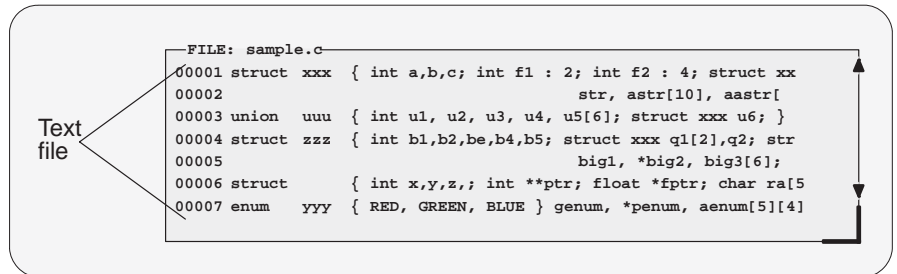 FILE: sample.c
00001 struct xxx { int a,b,c; int f1 : 2; int f2 : 4; struct xx
00002 str, astr[10], aastr[
00003 union uuu { int u1, u2, u3, u4, u5[6]; struct xxx u6; }
00004 struct zzz { int b1,b2,be,b4,b5; struct xxx q1[2],q2; str
00005 big1, *big2, big3[6];
00006 struct { int x,y,z,; int **ptr; float *fptr; char ra[5
00007 enum yyy { RED, GREEN, BLUE } genum, *penum, aenum[5][4]
Text
file